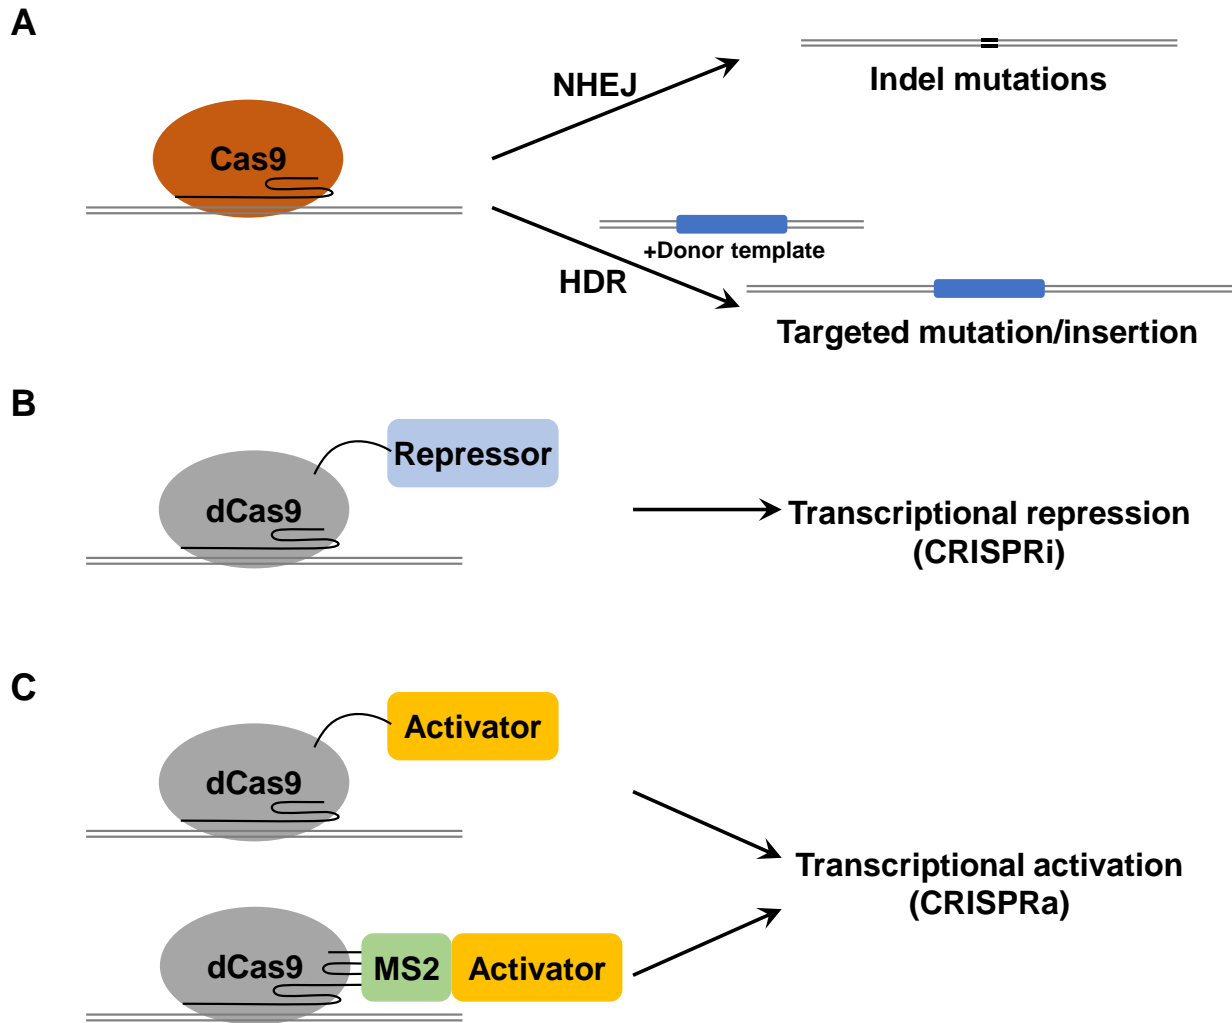 A
NHEJ
Indel mutations
Cas9
+Donor template
HDR
Targeted mutation/insertion
B
Repressor
dCas9
Transcriptional repression
(CRISPRi)
C
Activator
dCas9
Transcriptional activation
(CRISPRa)
dCas9
MS2
Activator